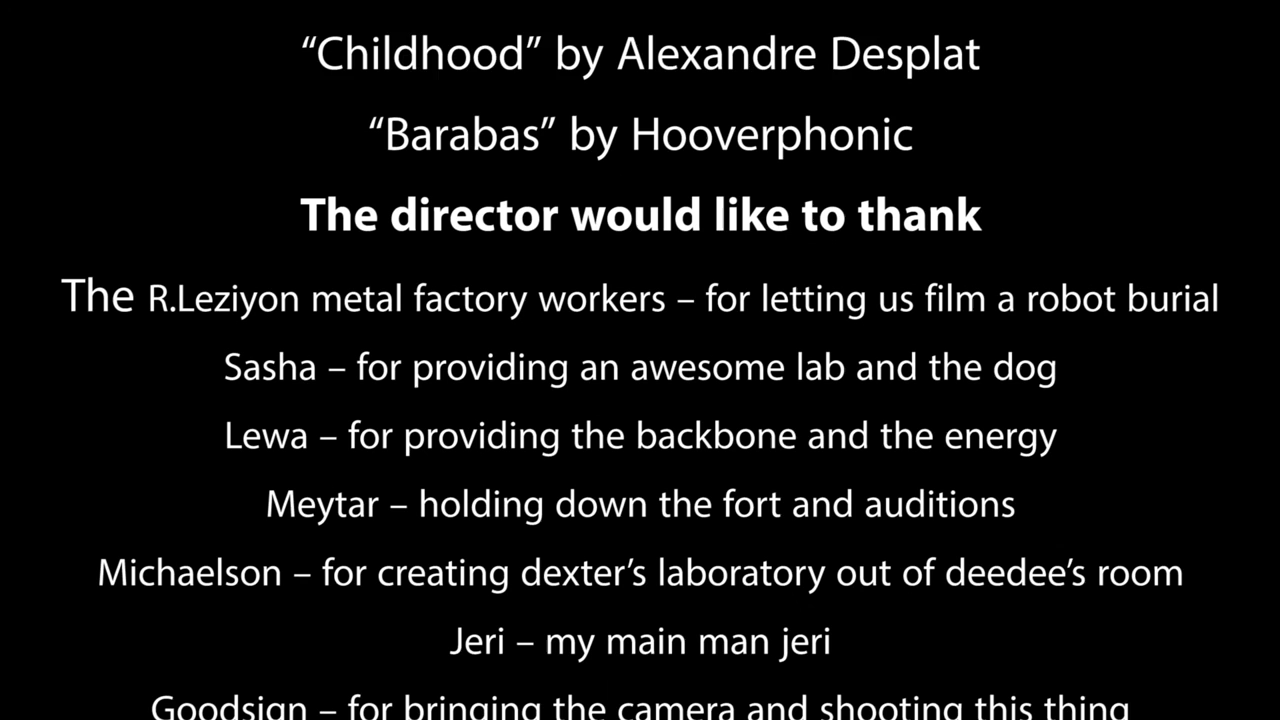 “Childhood” by Alexandre Desplat
“Barabas” by Hooverphonic
The director would like to thank
The R.Leziyon metal factory workers – for letting us film a robot burial
Sasha – for providing an awesome lab and the dog
Lewa – for providing the backbone and the energy
Meytar – holding down the fort and auditions
Michaelson – for creating dexter’s laboratory out of deedee’s room
Jeri – my main man jeri
Goodsign – for bringing the camera and shooting this thing